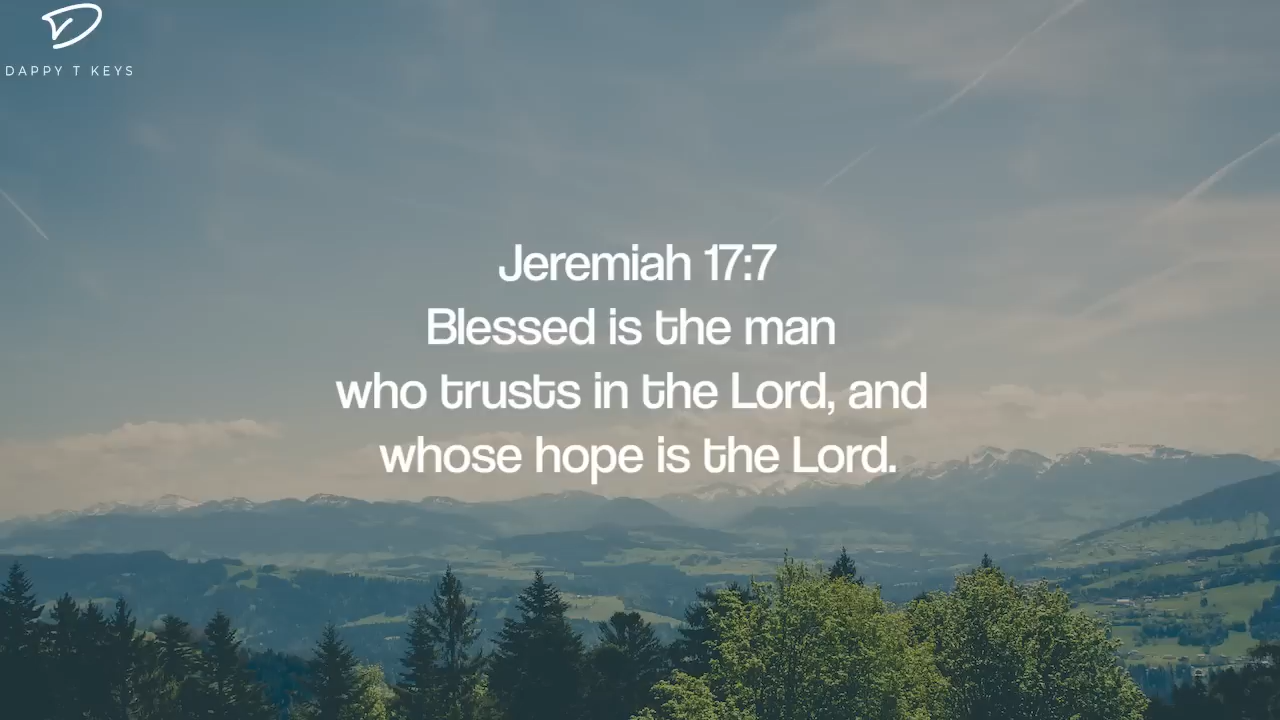 DAPPY T KEYS
Jeremiah 17:7
Blessed is the man
who trusts in the Lord, and
whose hope is the Lord.